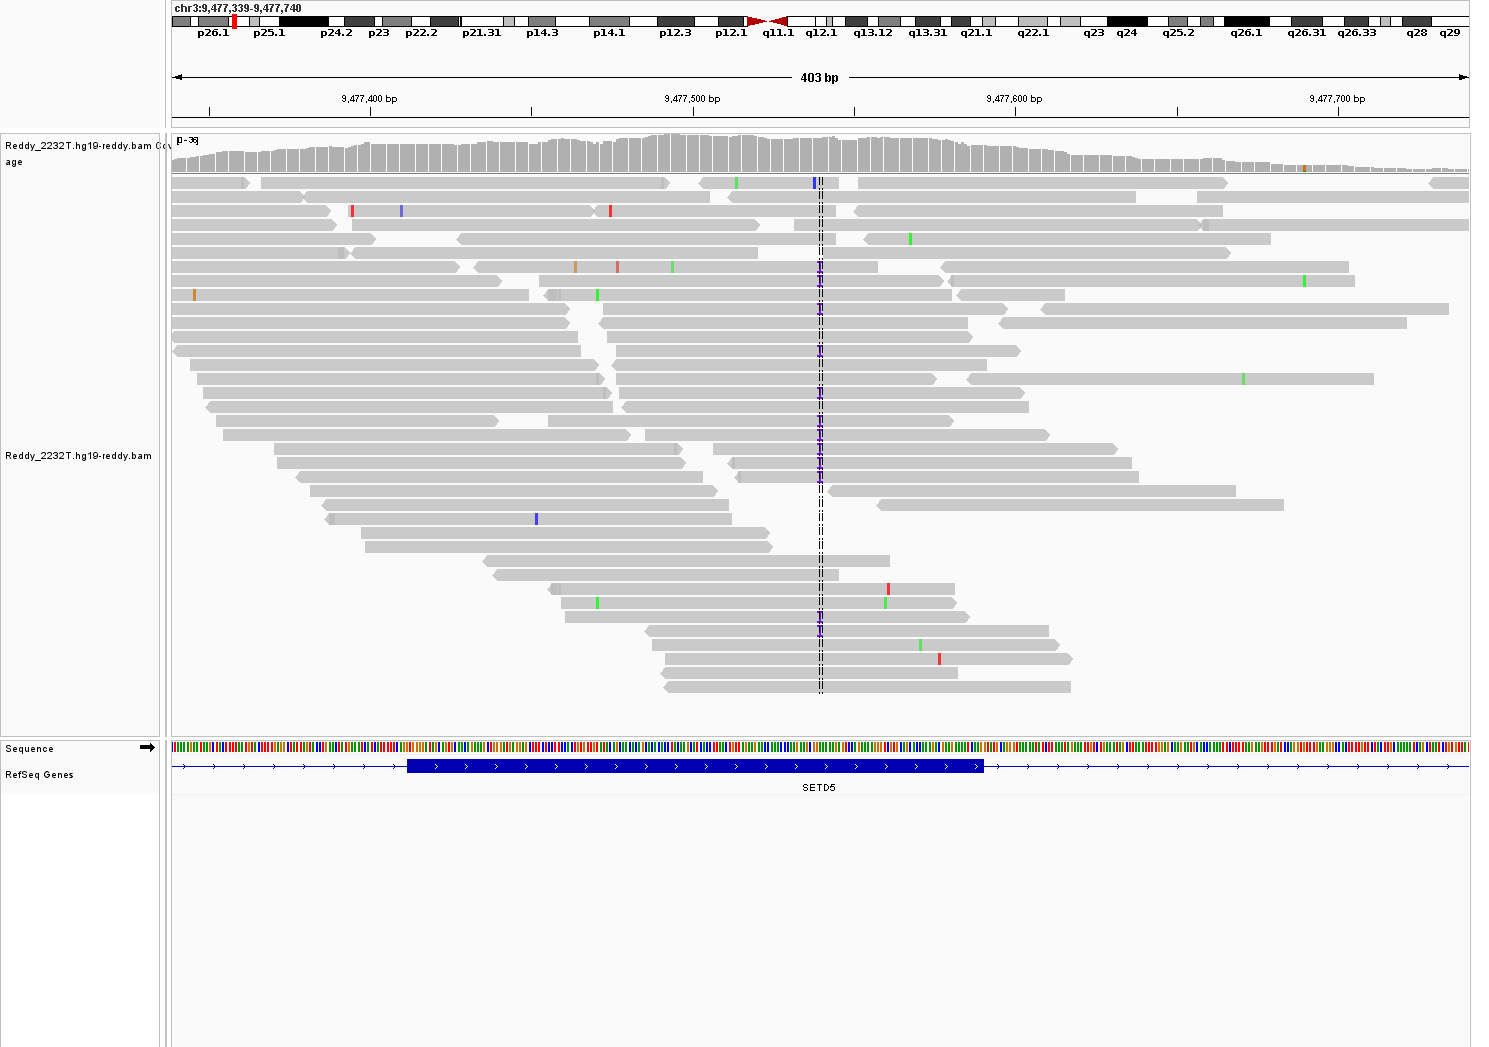 chr3:9,477,339-9,477,740
p26.1 p25.1 p24.2 p23 p22.2 p21.31 p14.3 p14.1 p12.3 p12.1 q11.1 q12.1 q13.12 q13.31 q21.1 q22.1 q23 q24 q25.2 q26.1 q26.31 q26.33 q28 q29
403 bp
9,477,400 bp 9,477,500 bp 9,477,600 bp 9,477,700 bp
Reddy_2232T.hg19-reddy.bam Cov
age
[0-36]
Reddy_2232T.hg19-reddy.bam
Sequence
RefSeq Genes
SETD5